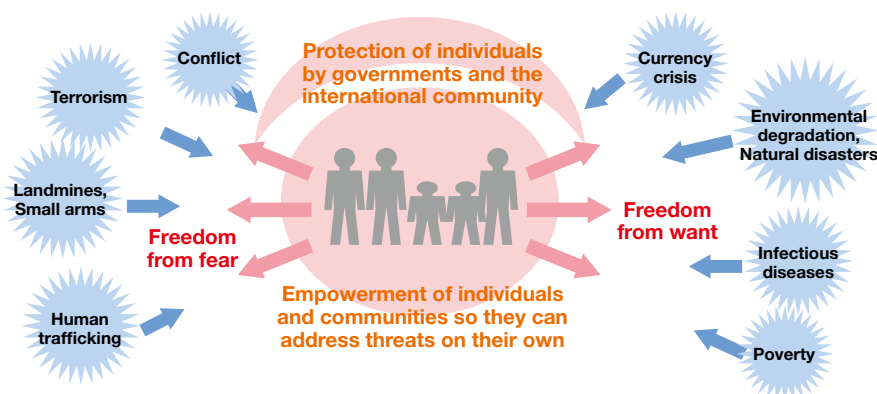 Conflict
Protection of individuals
by governments and the
international community
Currency
crisis
Terrorism
Environmental
degradation,
Natural disasters
Landmines,
Small arms
Freedom
from fear
Freedom
from want
Infectious
diseases
Human
trafficking
Empowerment of individuals
and communities so they can
address threats on their own
Poverty